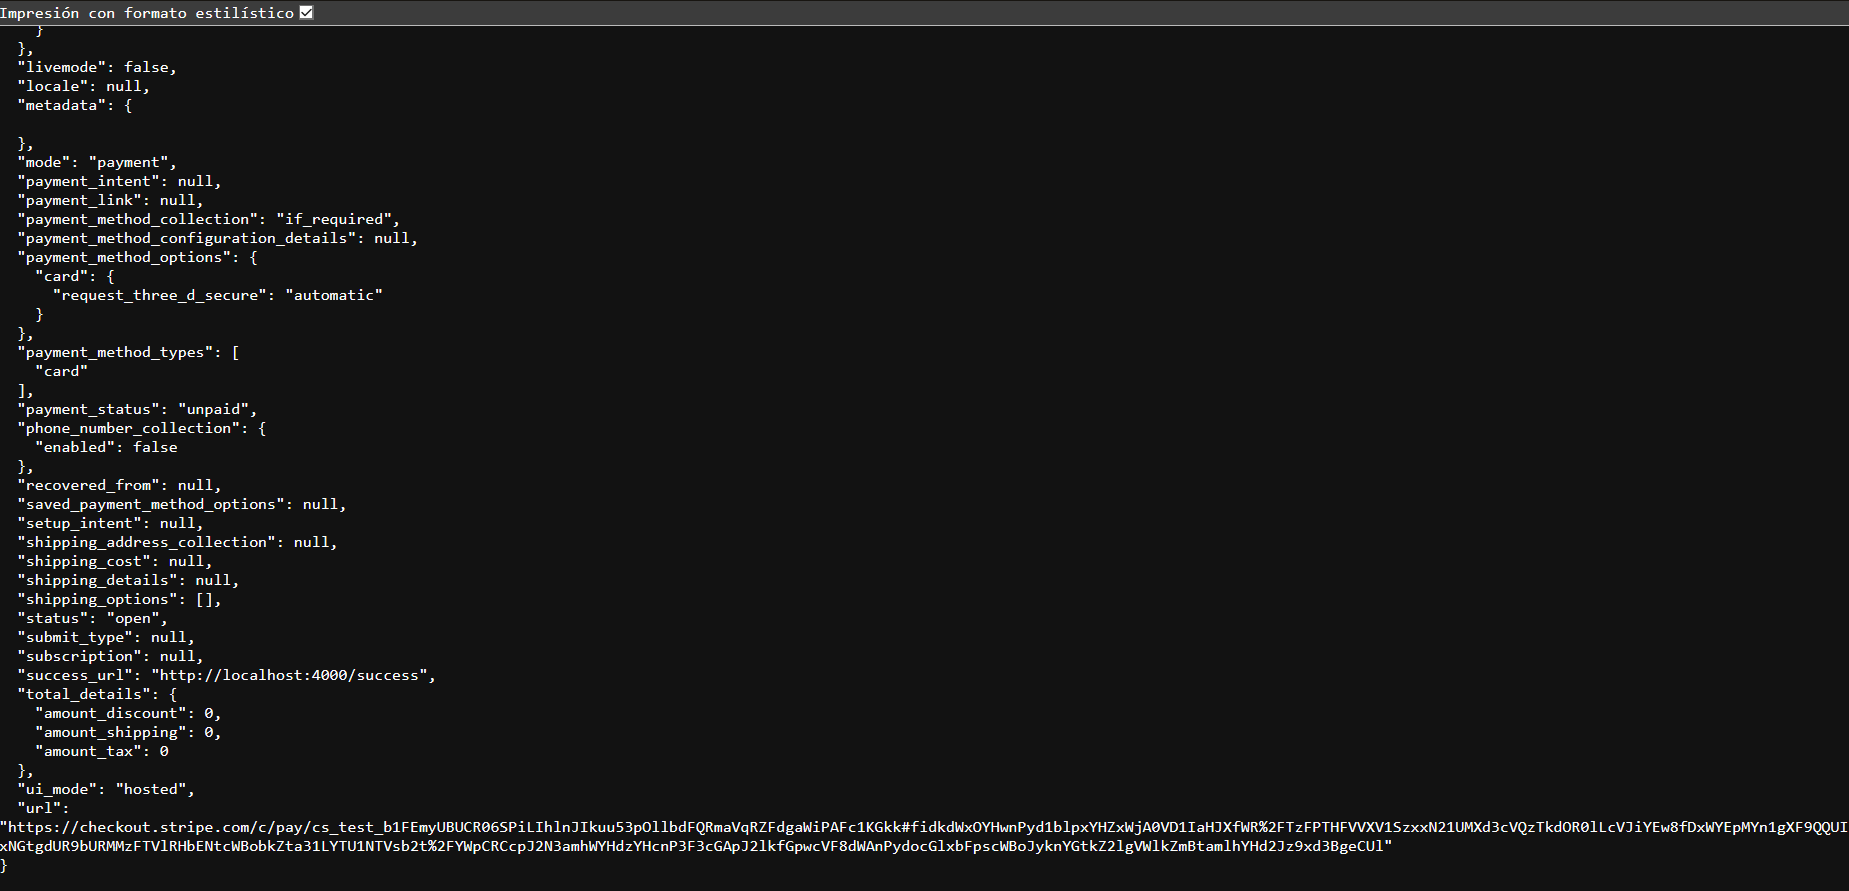 Impresión con formato estilístico
}
},
"livemode": false,
"locale": null,
"metadata": {
},
"mode": "payment",
"payment_intent": null,
"payment_link": null,
"payment_method_collection": "if_required",
"payment_method_configuration_details": null,
"payment_method_options": {
"card": {
"request_three_d_secure": "automatic"
}
},
"payment_method_types": [
"card"
],
"payment_status": "unpaid",
"phone_number_collection": {
"enabled": false
},
"recovered_from": null,
"saved_payment_method_options": null,
"setup_intent": null,
"shipping_address_collection": null,
"shipping_cost": null,
"shipping_details": null,
"shipping_options": [],
"status": "open",
"submit_type": null,
"subscription": null,
"success_url": "http://localhost:4000/success",
"total_details": {
"amount_discount": 0,
"amount_shipping": 0,
"amount_tax": 0
},
"ui_mode": "hosted",
"url":
"https://checkout.stripe.com/c/pay/cs_test_b1FEmyUBUCR06SPiLIhlnJIkuu53pOllbdFQRmaVqRZFdgaWiPAFc1KGkk#fidkdWxOYHwnPyd1blpxYHZxWjA0VD1IaHJXfWR%2FTzFPTHFVVXV1SzxxN21UMXd3cVQzTkdOR0lLcVJiYEw8fDxWYEpMYn1gXF9QQUI
xNGtgdUR9bURMMzFTVlRHbENtcWBobkZta31LYTU1NTVsb2t%2FYWpCRCcpJ2N3amhWYHdzYHcnP3F3cGApJ2lkfGpwcVF8dWAnPydocGlxbFpscWBoJyknYGtkZ2lgVWlkZmBtamlhYHd2Jz9xd3BgeCUl"
}